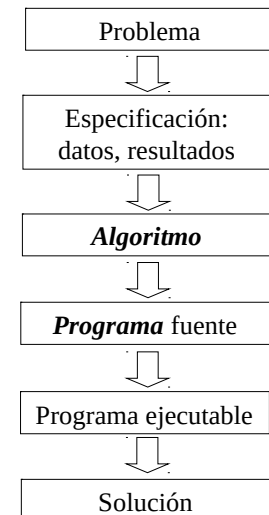 Problema
Especificación:
datos, resultados
Algoritmo
Programa fuente
Programa ejecutable
Solución